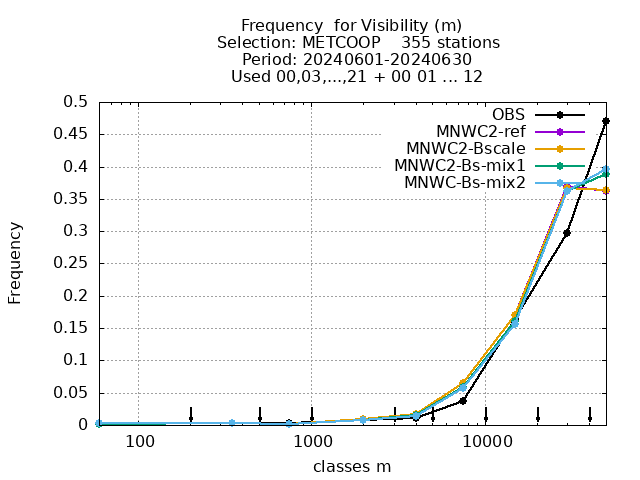 Frequency  for Visibility (m)
Selection: METCOOP    355 stations
Period: 20240601-20240630
Used 00,03,...,21 + 00 01 ... 12
OBS
MNWC2-ref
MNWC2-Bscale
MNWC2-Bs-mix1
MNWC-Bs-mix2
0.5
0.45
0.4
0.35
0.3
0.25
0.2
0.15
0.1
0.05
0
Frequency
100
1000
10000
classes m